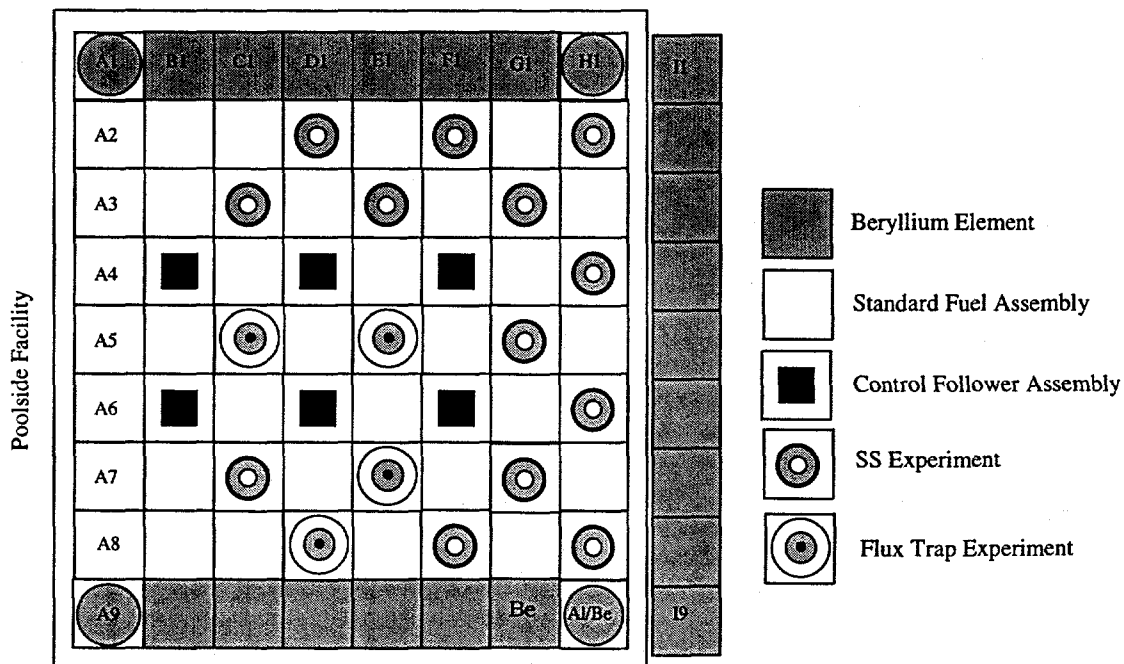 A1 B1 C1 D1 E1 F1 G1 H1 I1
A2
A3
A4
A5
A6
A7
A8
A9 Be Al/Be I9
Poolside Facility
Beryllium Element
Standard Fuel Assembly
Control Follower Assembly
SS Experiment
Flux Trap Experiment